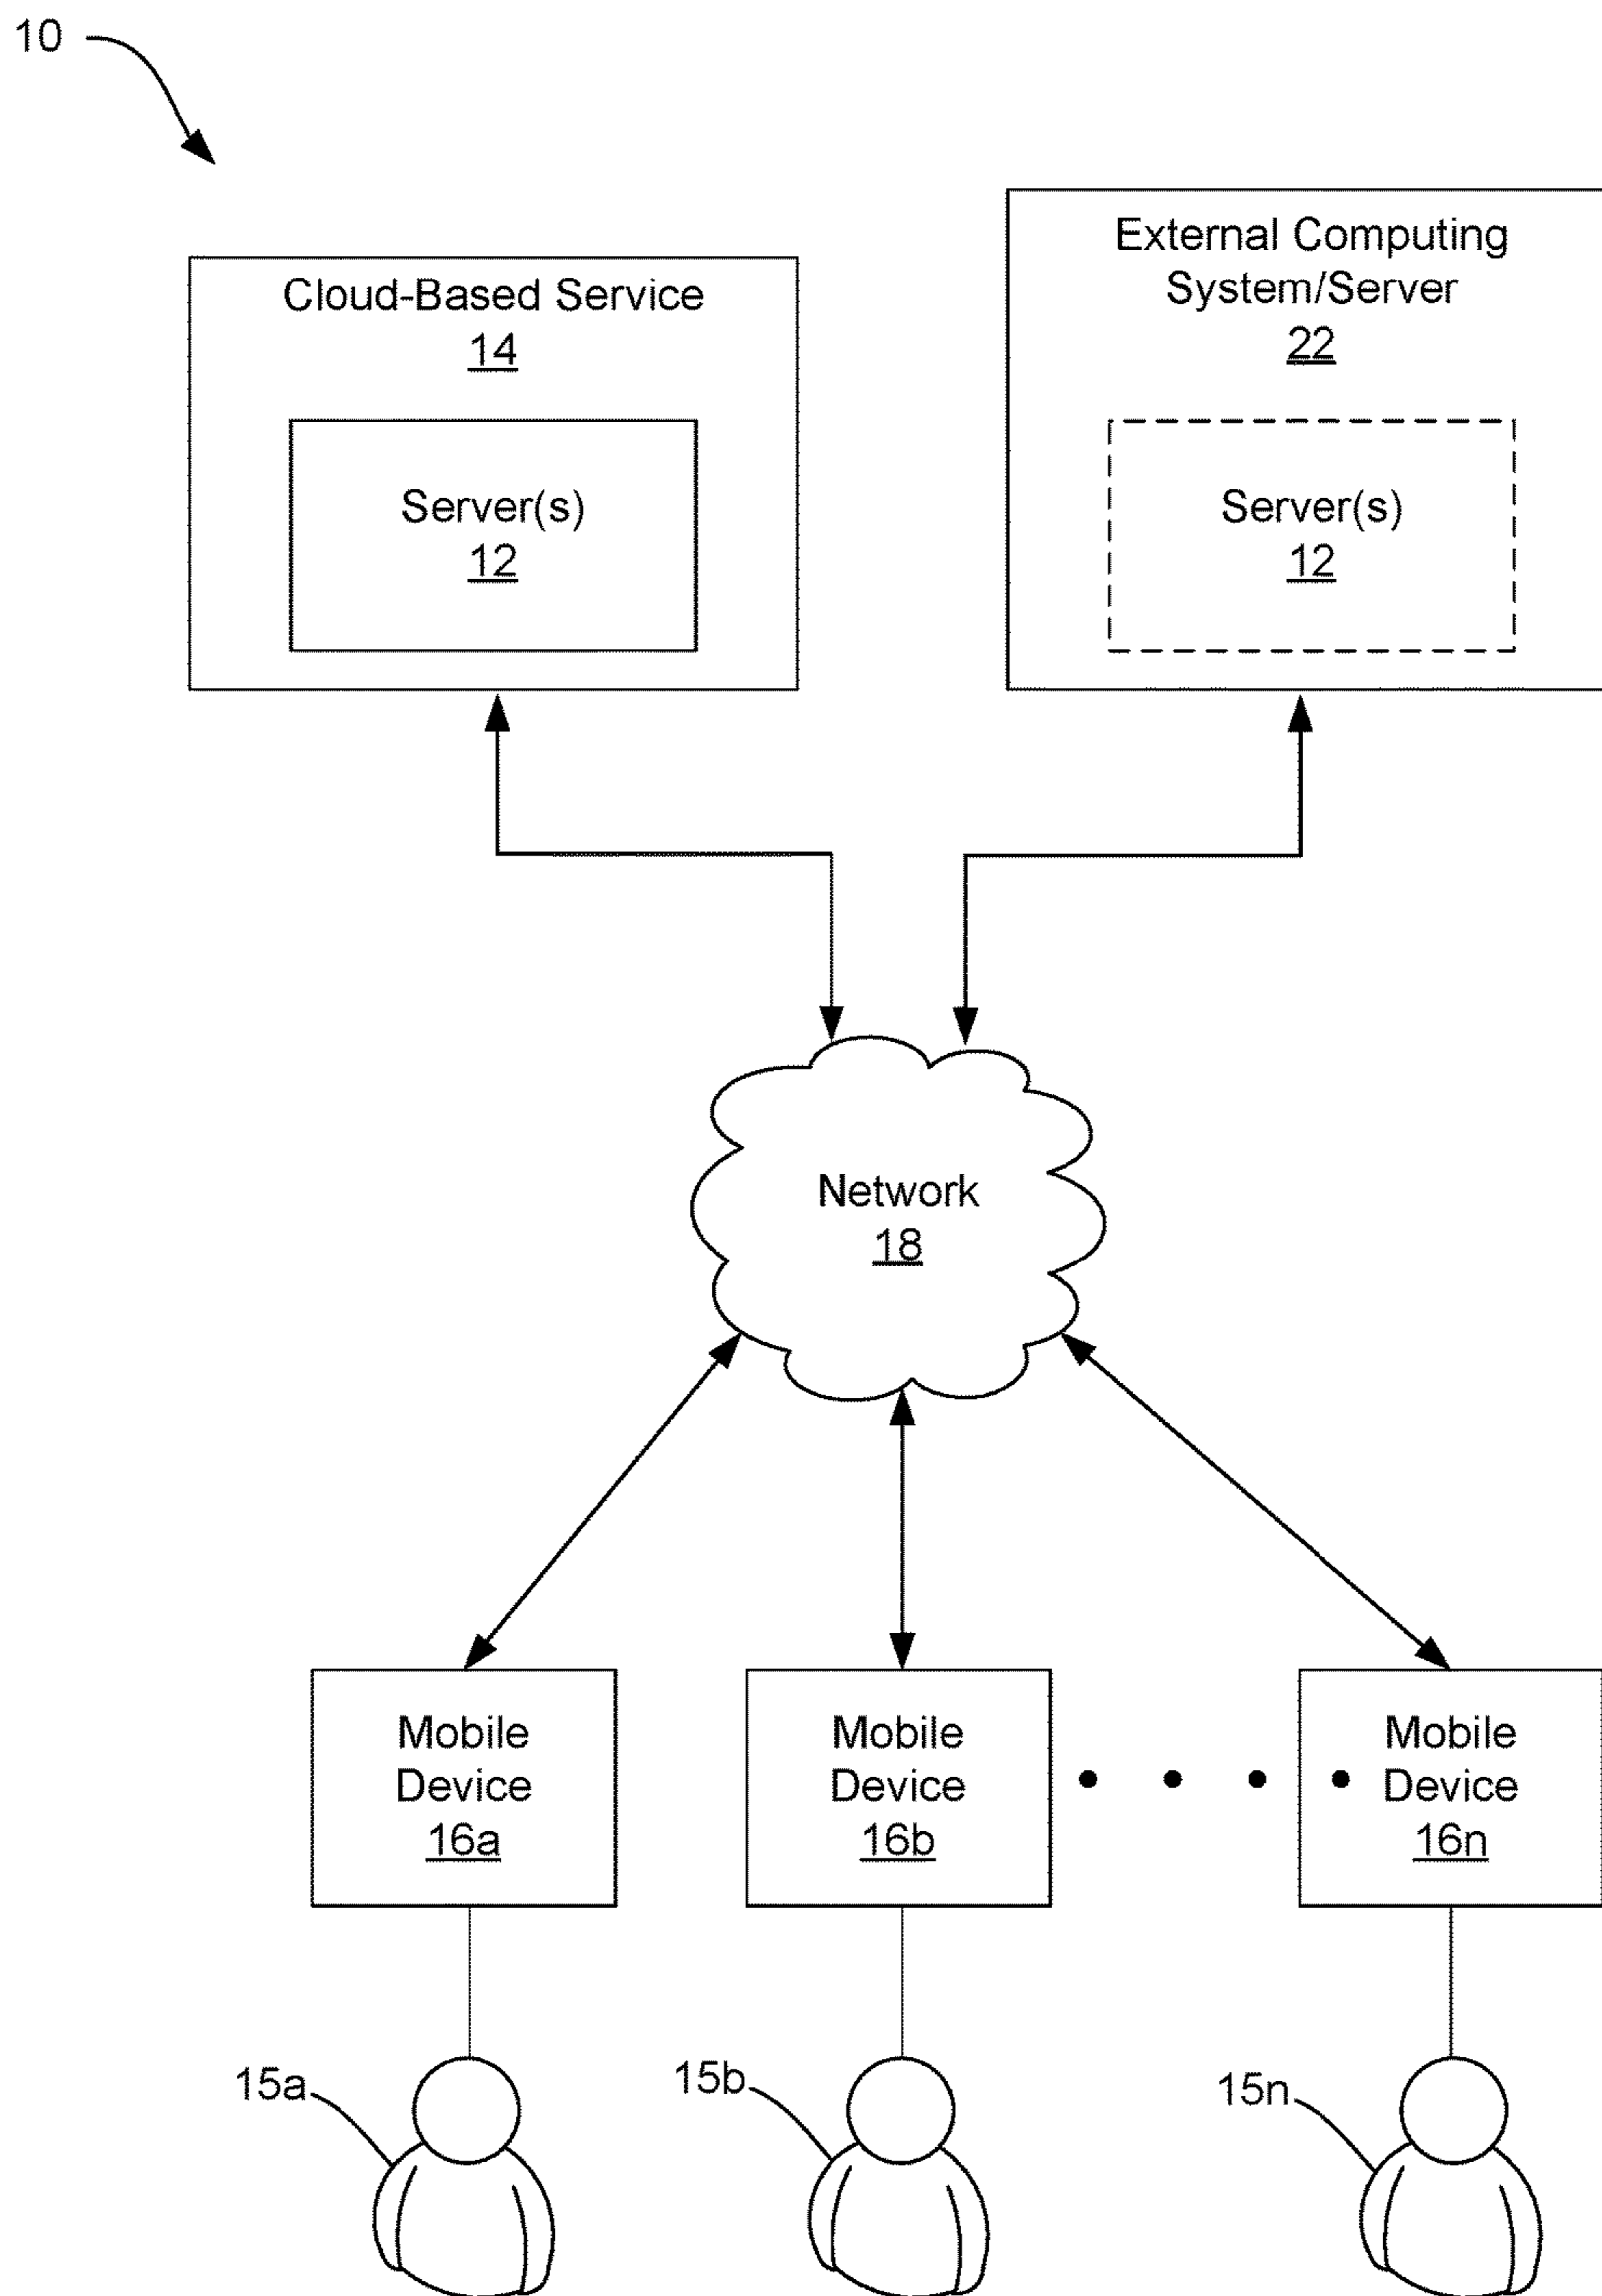 10
Cloud-Based Service
14
Server(s)
12
External Computing
System/Server
22
Server(s)
12
Network
18
Mobile
Device
16a
Mobile
Device
16b
Mobile
Device
16n
15a
15b
15n